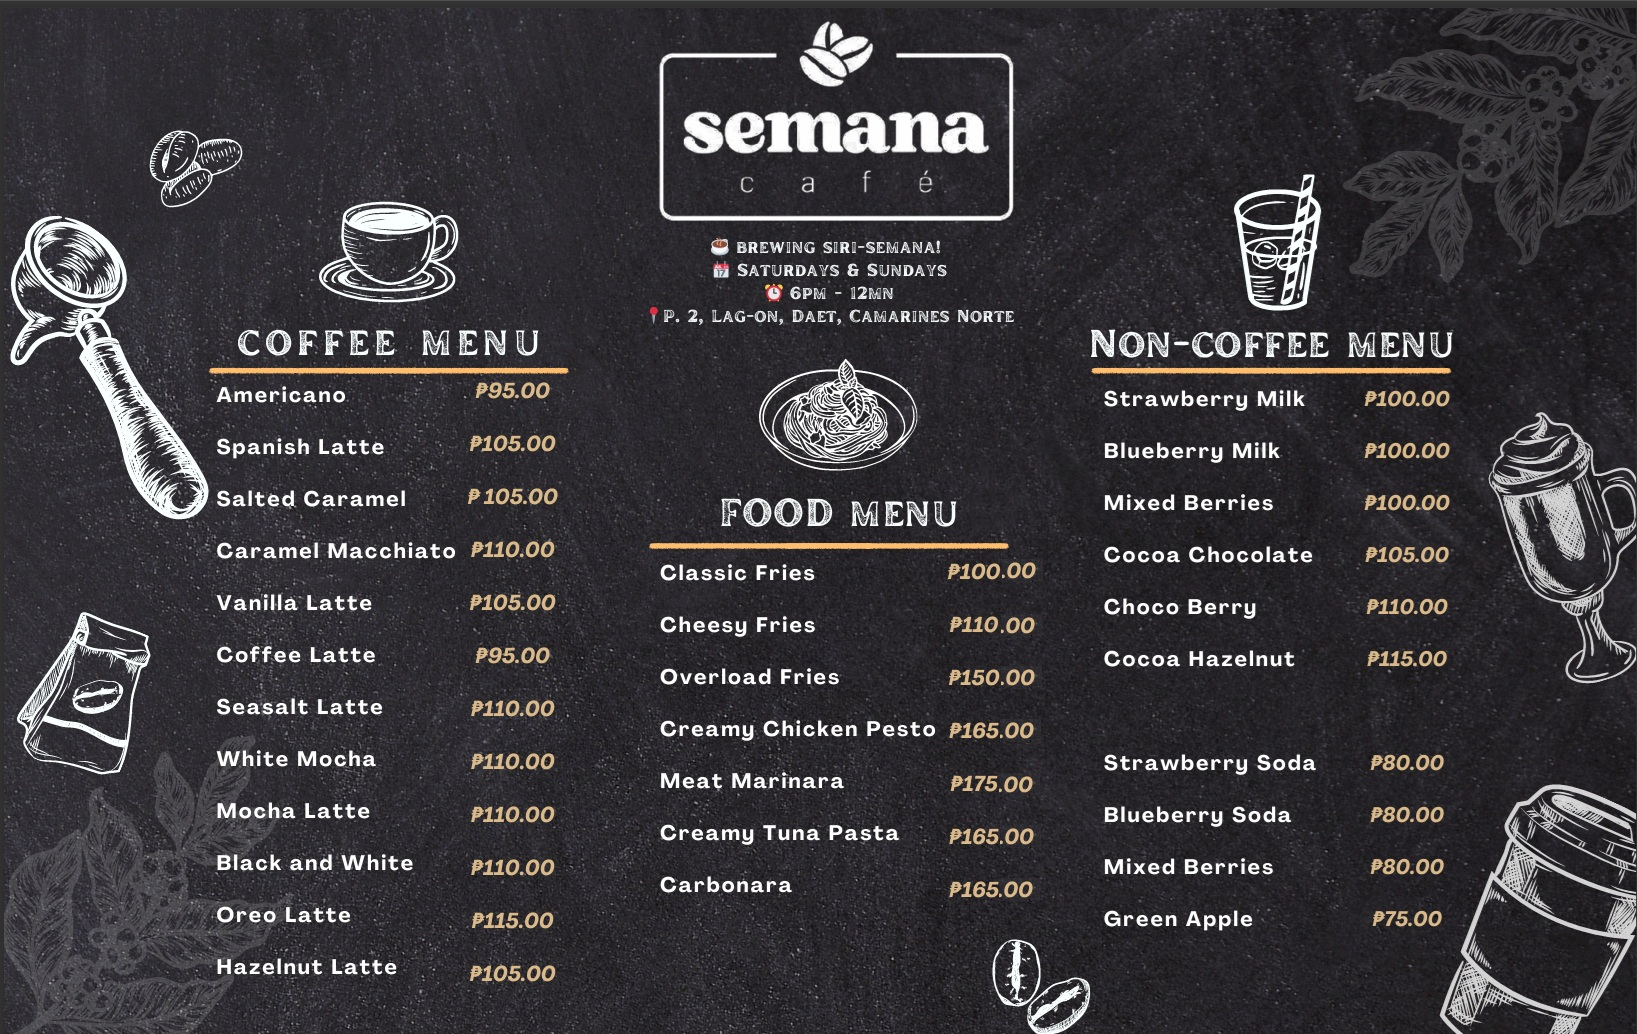 semana
café
☕ BREWING SIRI-SEMANA!
📅 SATURDAYS & SUNDAYS
⏰ 6PM - 12MN
📍 P. 2, LAG-ON, DAET, CAMARINES NORTE
COFFEE MENU
Americano ₱95.00
Spanish Latte ₱105.00
Salted Caramel ₱105.00
Caramel Macchiato ₱110.00
Vanilla Latte ₱105.00
Coffee Latte ₱95.00
Seasalt Latte ₱110.00
White Mocha ₱110.00
Mocha Latte ₱110.00
Black and White ₱110.00
Oreo Latte ₱115.00
Hazelnut Latte ₱105.00
FOOD MENU
Classic Fries ₱100.00
Cheesy Fries ₱110.00
Overload Fries ₱150.00
Creamy Chicken Pesto ₱165.00
Meat Marinara ₱175.00
Creamy Tuna Pasta ₱165.00
Carbonara ₱165.00
NON-COFFEE MENU
Strawberry Milk ₱100.00
Blueberry Milk ₱100.00
Mixed Berries ₱100.00
Cocoa Chocolate ₱105.00
Choco Berry ₱110.00
Cocoa Hazelnut ₱115.00
Strawberry Soda ₱80.00
Blueberry Soda ₱80.00
Mixed Berries ₱80.00
Green Apple ₱75.00